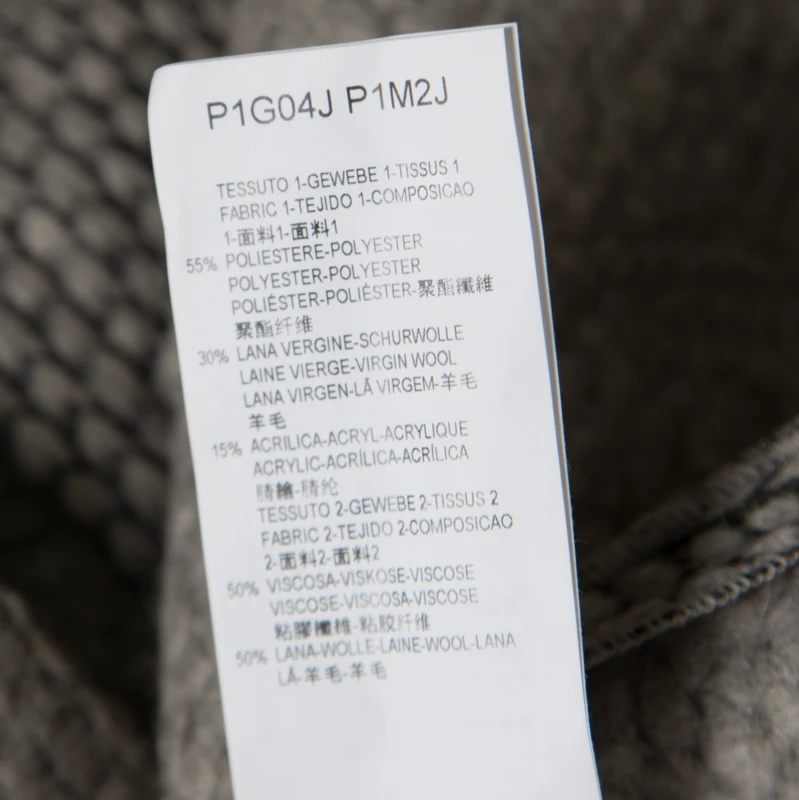 P1G04J P1M2J
TESSUTO 1-GEWEBE 1-TISSUS 1
FABRIC 1-TEJIDO 1-COMPOSICAO
1-面料1-面料1
55% POLIESTERE-POLYESTER
POLYESTER-POLYESTER
POLIÉSTER-POLIÉSTER-聚酯纖維
聚酯纤维
30% LANA VERGINE-SCHURWOLLE
LAINE VIERGE-VIRGIN WOOL
LANA VIRGEN-LÃ VIRGEM-羊毛
羊毛
15% ACRILICA-ACRYL-ACRYLIQUE
ACRYLIC-ACRÍLICA-ACRÍLICA
腈綸-腈纶
TESSUTO 2-GEWEBE 2-TISSUS 2
FABRIC 2-TEJIDO 2-COMPOSICAO
2-面料2-面料2
50% VISCOSA-VISKOSE-VISCOSE
VISCOSE-VISCOSA-VISCOSE
粘膠纖維-粘胶纤维
50% LANA-WOLLE-LAINE-WOOL-LANA
LÃ-羊毛-羊毛